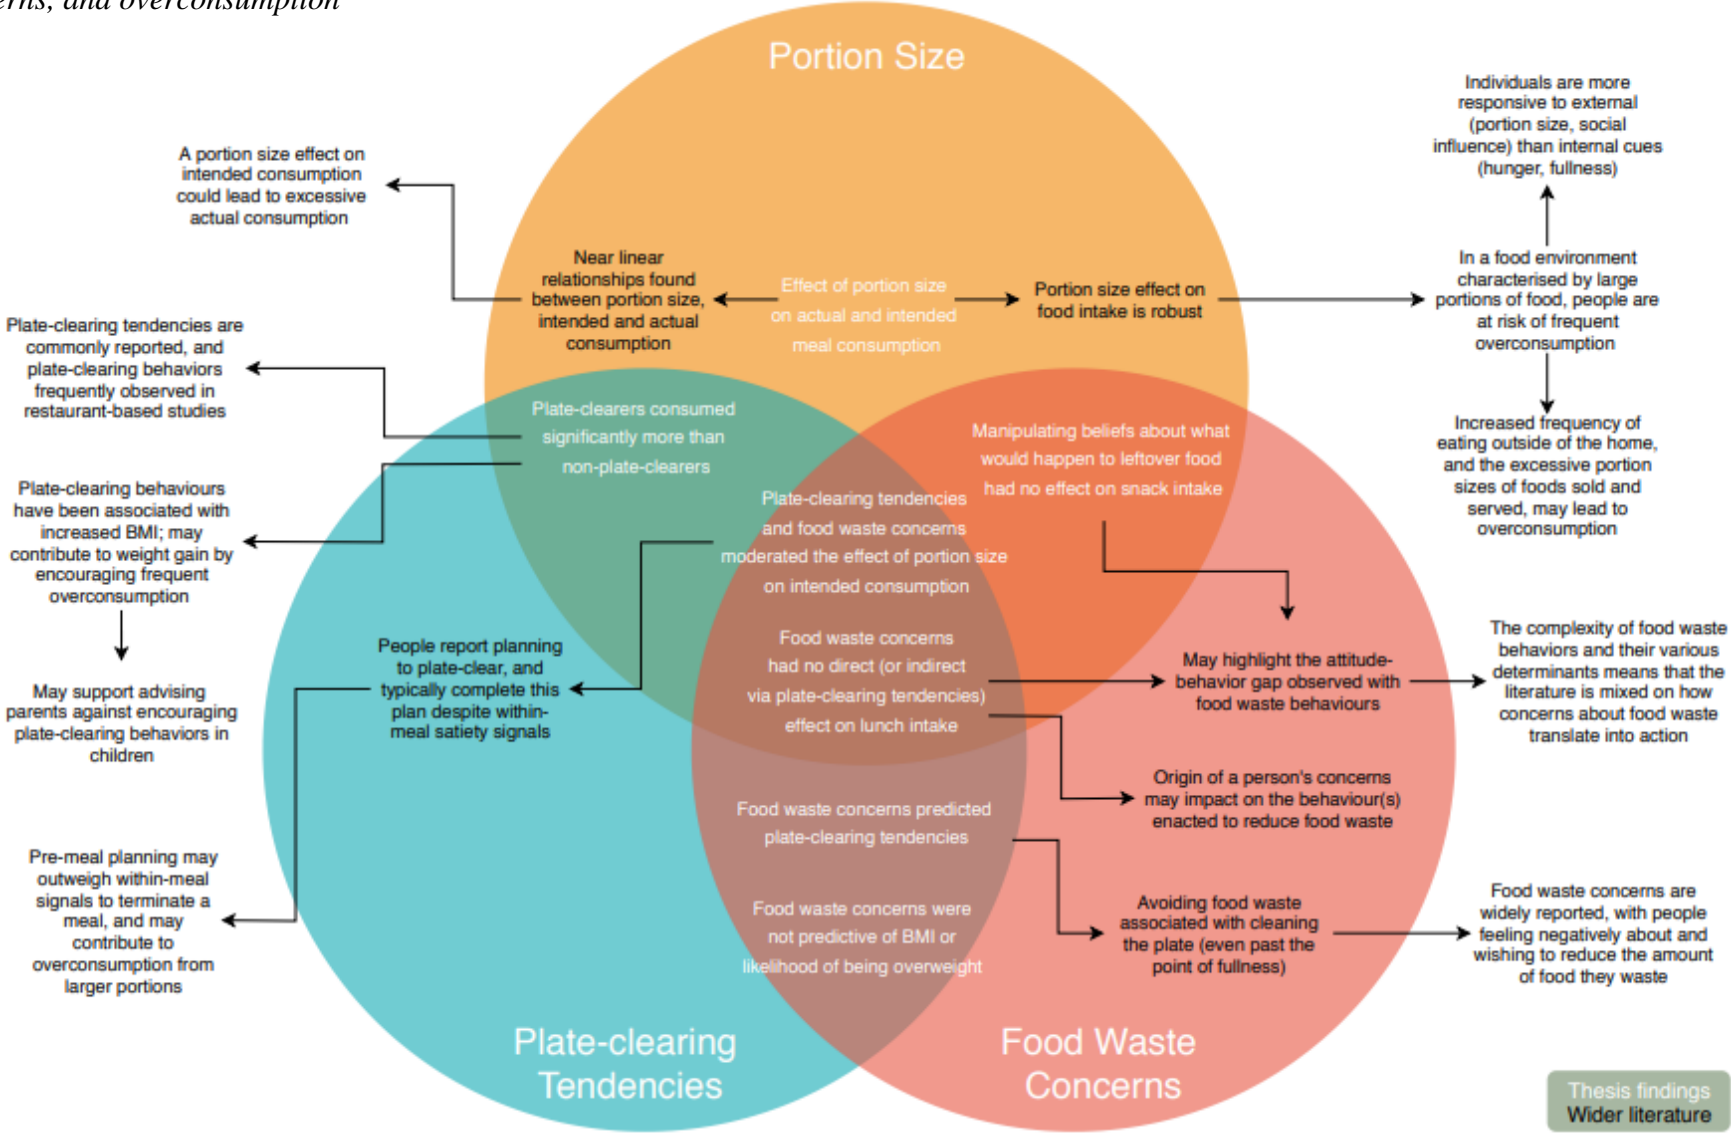 erns, and overconsumption
Portion Size
Individuals are more
responsive to external
(portion size, social
influence) than internal cues
(hunger, fullness)
A portion size effect on
intended consumption
could lead to excessive
actual consumption
Near linear
relationships found
between portion size,
intended and actual
consumption
Effect of portion size
on actual and intended
meal consumption
Portion size effect on
food intake is robust
In a food environment
characterised by large
portions of food, people are
at risk of frequent
overconsumption
Plate-clearing tendencies are
commonly reported, and
plate-clearing behaviors
frequently observed in
restaurant-based studies
Plate-clearers consumed
significantly more than
non-plate-clearers
Manipulating beliefs about what
would happen to leftover food
had no effect on snack intake
Increased frequency of
eating outside of the home,
and the excessive portion
sizes of foods sold and
served, may lead to
overconsumption
Plate-clearing behaviours
have been associated with
increased BMI; may
contribute to weight gain by
encouraging frequent
overconsumption
Plate-clearing tendencies
and food waste concerns
moderated the effect of portion size
on intended consumption
Food waste concerns
had no direct (or indirect
via plate-clearing tendencies)
effect on lunch intake
People report planning
to plate-clear, and
typically complete this
plan despite within-
meal satiety signals
May highlight the attitude-
behavior gap observed with
food waste behaviours
The complexity of food waste
behaviors and their various
determinants means that the
literature is mixed on how
concerns about food waste
translate into action
May support advising
parents against encouraging
plate-clearing behaviors in
children
Origin of a person's concerns
may impact on the behaviour(s)
enacted to reduce food waste
Food waste concerns predicted
plate-clearing tendencies
Pre-meal planning may
outweigh within-meal
signals to terminate a
meal, and may
contribute to
overconsumption from
larger portions
Food waste concerns were
not predictive of BMI or
likelihood of being overweight
Avoiding food waste
associated with cleaning
the plate (even past the
point of fullness)
Food waste concerns are
widely reported, with people
feeling negatively about and
wishing to reduce the amount
of food they waste
Plate-clearing
Tendencies
Food Waste
Concerns
Thesis findings
Wider literature